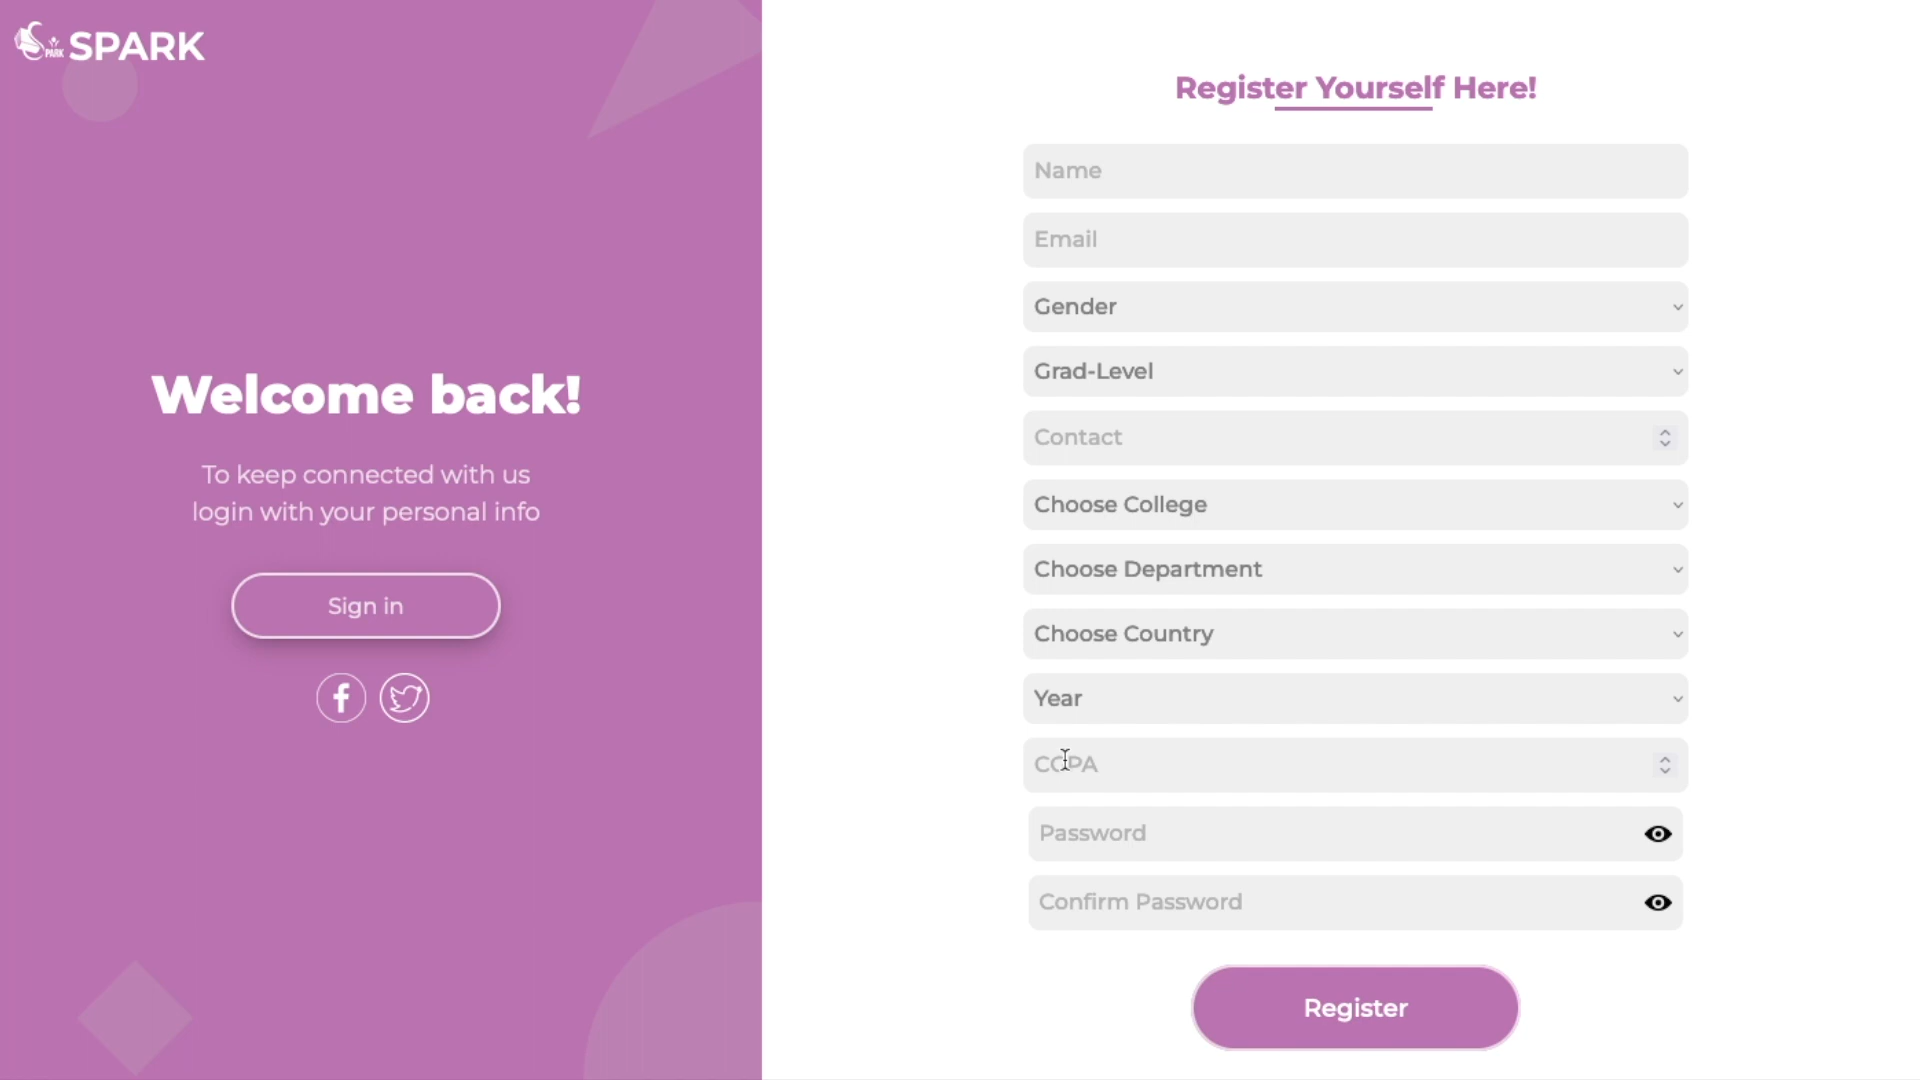 PARK SPARK
Welcome back!
To keep connected with us
login with your personal info
Sign in
Register Yourself Here!
Name
Email
Gender
Grad-Level
Contact
Choose College
Choose Department
Choose Country
Year
CGPA
Password
Confirm Password
Register